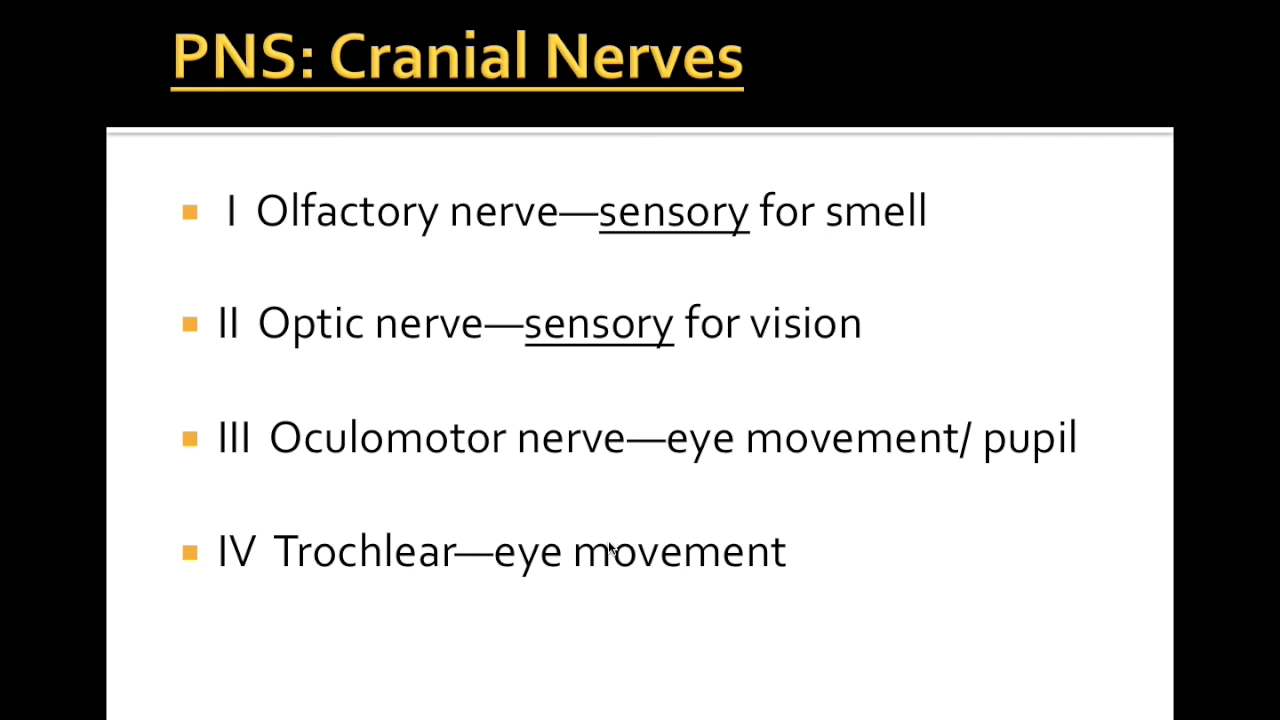 PNS: Cranial Nerves
I Olfactory nerve—sensory for smell
II Optic nerve—sensory for vision
III Oculomotor nerve—eye movement/ pupil
IV Trochlear—eye movement